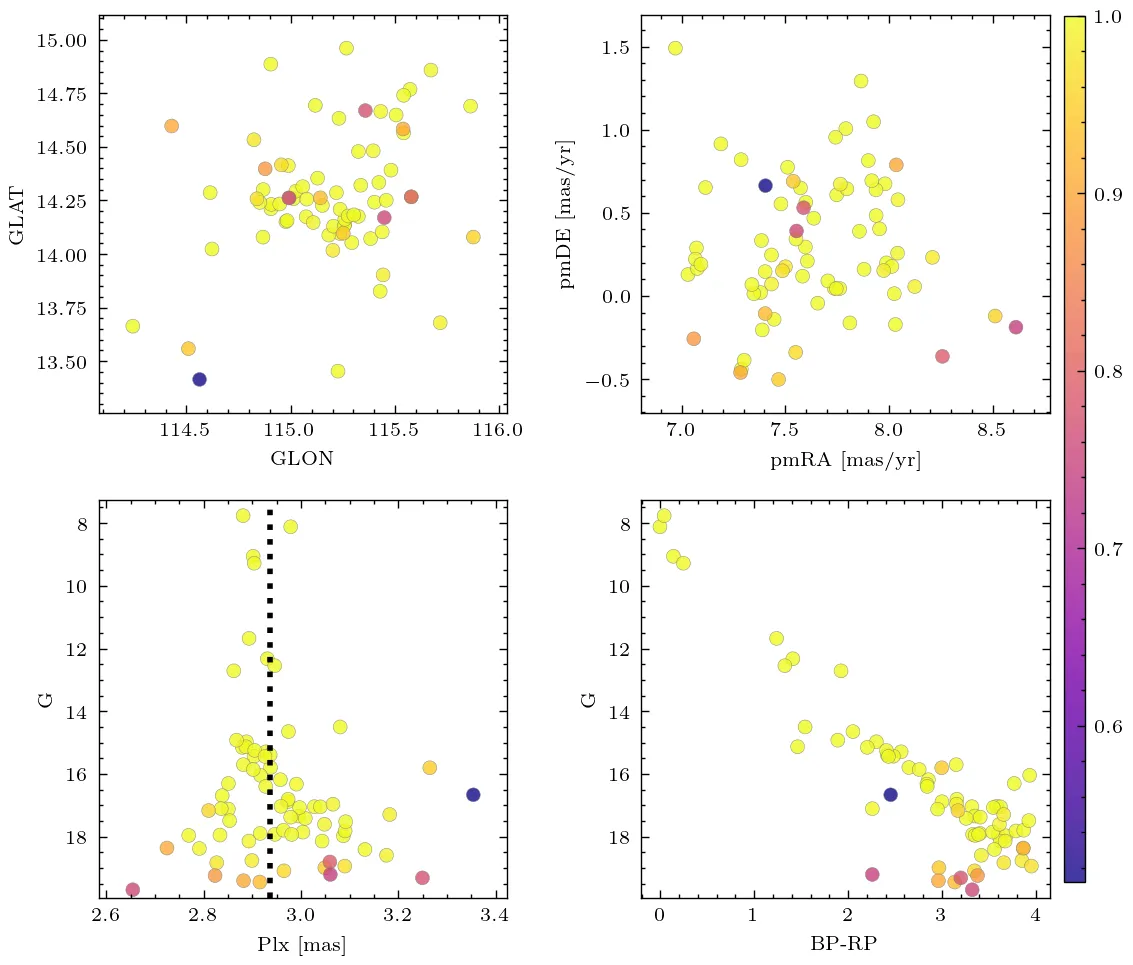 15.00
14.75
14.50
14.25
14.00
13.75
13.50
GLAT
114.5 115.0 115.5 116.0
GLON
1.5
1.0
0.5
0.0
−0.5
pmDE [mas/yr]
7.0 7.5 8.0 8.5
pmRA [mas/yr]
1.0
0.9
0.8
0.7
0.6
8
10
12
14
16
18
G
2.6 2.8 3.0 3.2 3.4
Plx [mas]
8
10
12
14
16
18
G
0 1 2 3 4
BP-RP